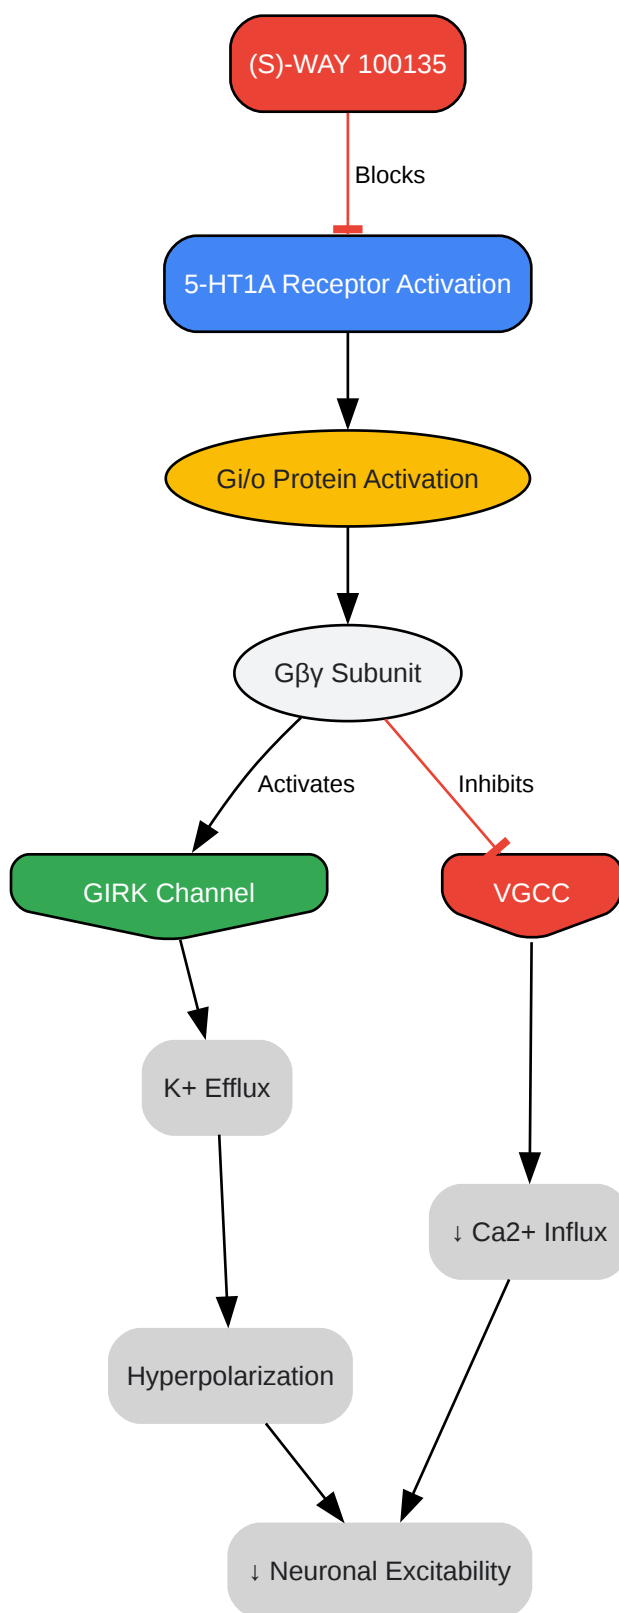 (S)-WAY 100135
Blocks
5-HT1A Receptor Activation
Gi/o Protein Activation
Gβγ Subunit
Activates
Inhibits
GIRK Channel
VGCC
K+ Efflux
↓ Ca2+ Influx
Hyperpolarization
↓ Neuronal Excitability